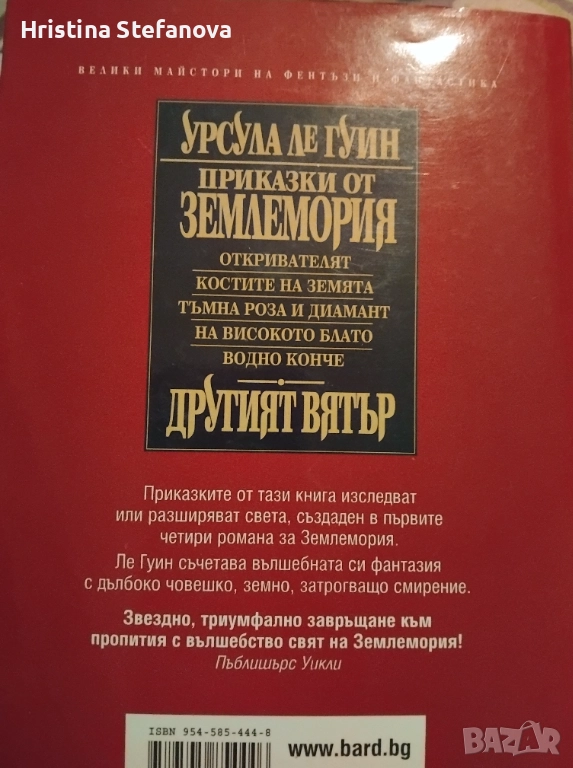 Hristina Stefanova
ВЕЛИКИ МАЙСТОРИ НА ФЕНТЪЗИ И ФАНТАСТИКА
УРСУЛА ЛЕ ГУИН
ПРИКАЗКИ ОТ
ЗЕМЛЕМОРИЯ
ОТКРИВАТЕЛЯТ
КОСТИТЕ НА ЗЕМЯТА
ТЪМНА РОЗА И ДИАМАНТ
НА ВИСОКОТО БЛАТО
ВОДНО КОНЧЕ
ДРУГИЯТ ВЯТЪР
Приказките от тази книга изследват
или разширяват света, създаден в първите
четири романа за Землемория.
Ле Гуин съчетава вълшебната си фантазия
с дълбоко човешко, земно, затрогващо смирение.
Звездно, триумфално завръщане към
пропития с вълшебство свят на Землемория!
Пъблишърс Уикли
ISBN 954-585-444-8
www.bard.bg
BAZAR